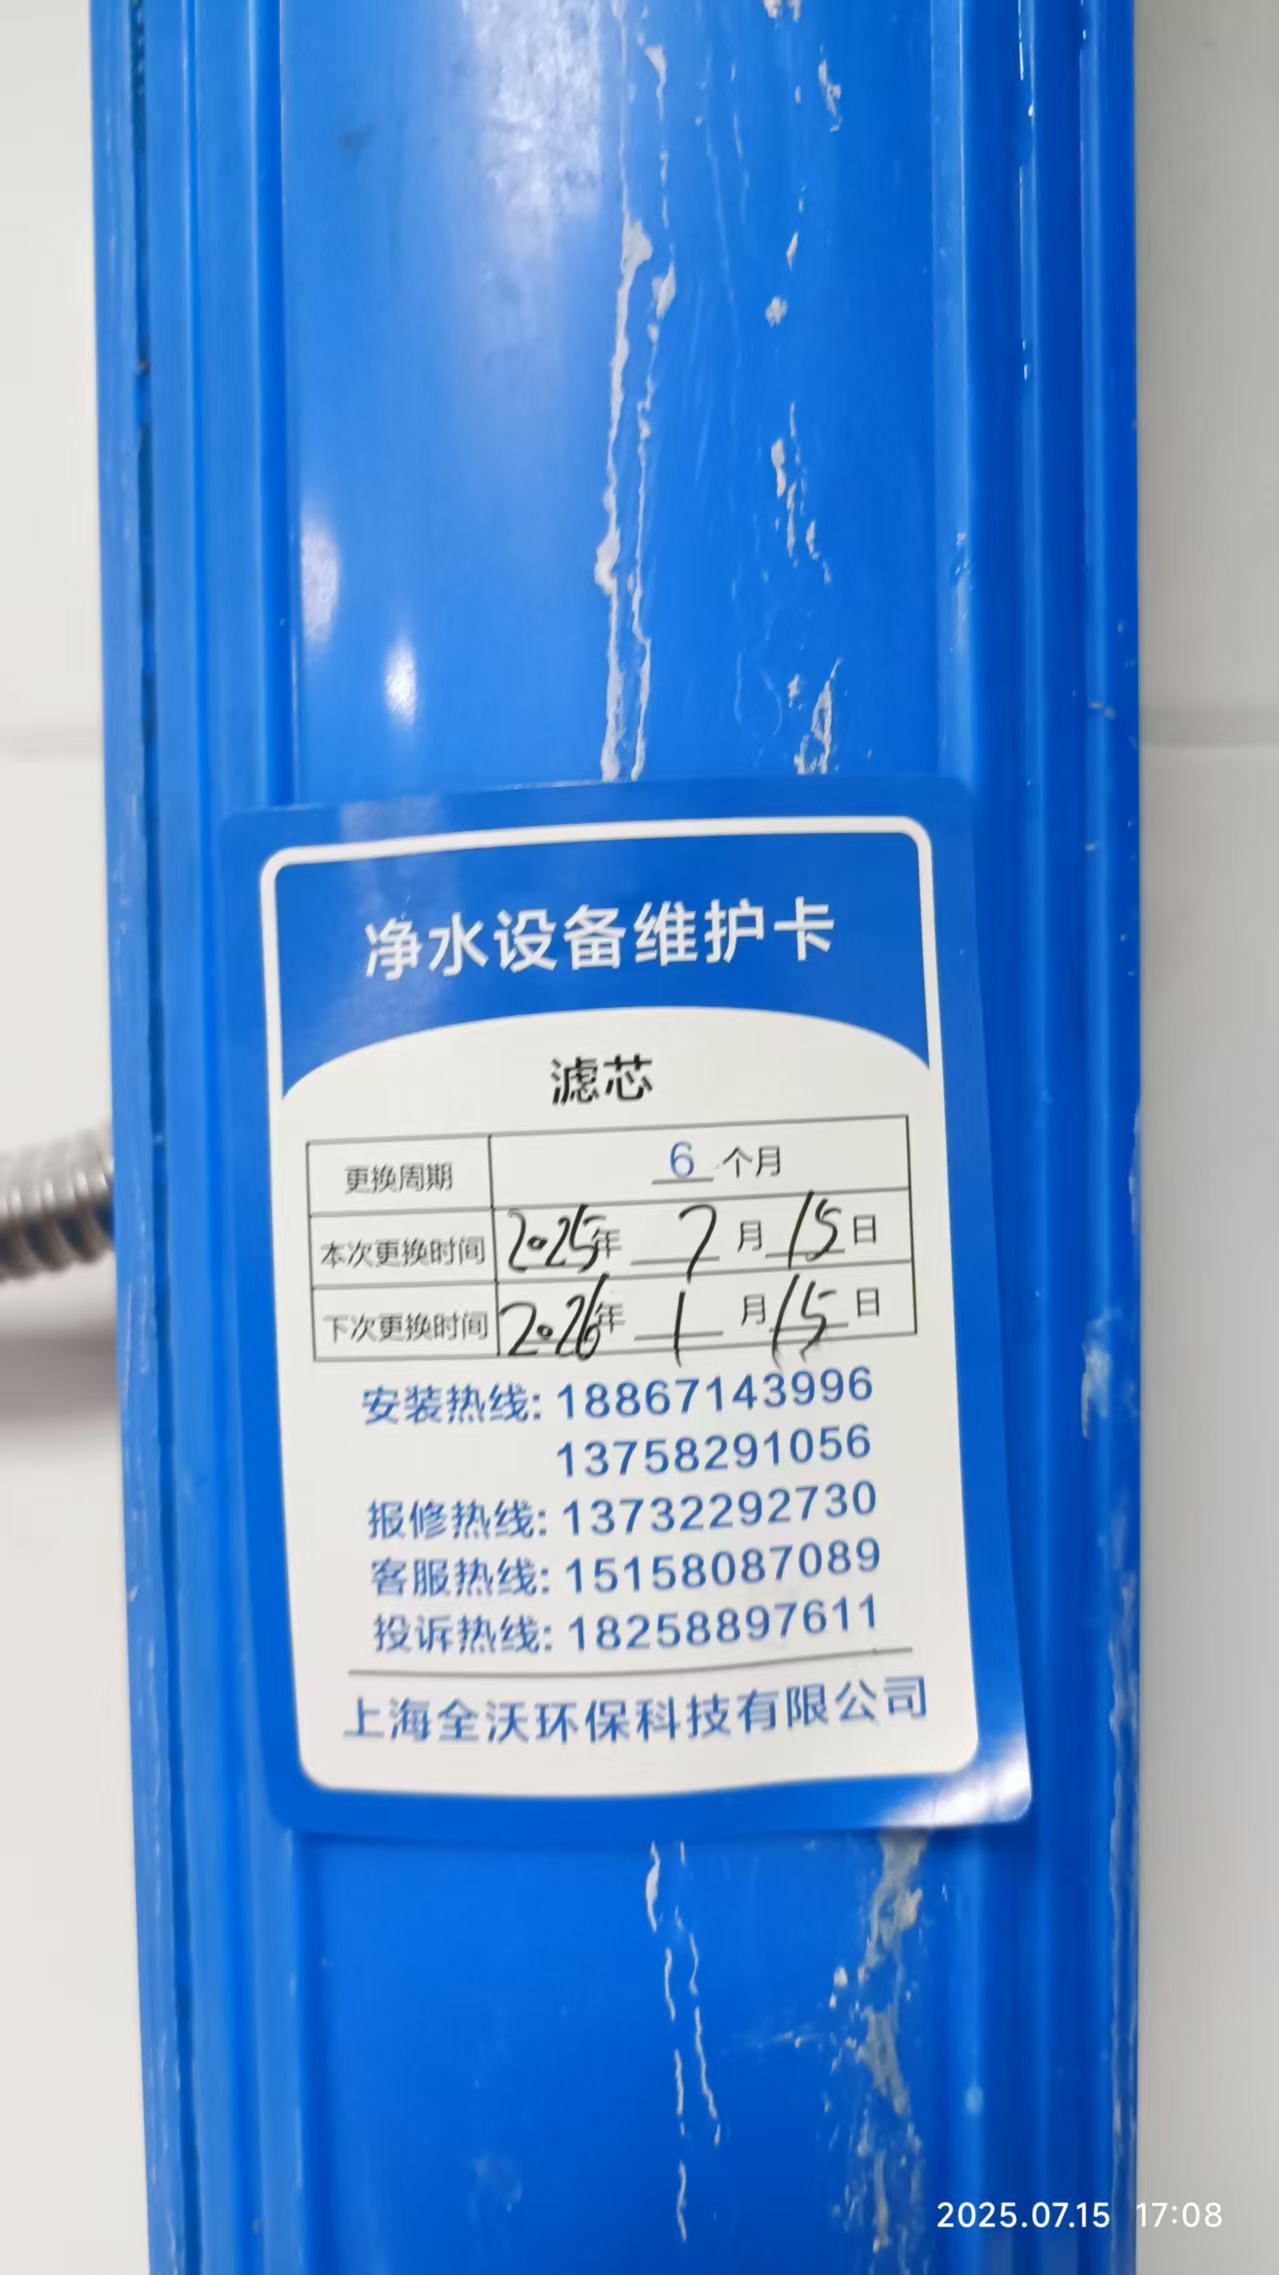 净水设备维护卡
滤芯
更换周期 6 个月
本次更换时间 2025年 7 月 15 日
下次更换时间 2026年 1 月 15 日
安装热线: 18867143996
13758291056
报修热线: 13732292730
客服热线: 15158087089
投诉热线: 18258897611
上海全沃环保科技有限公司
2025.07.15 17:08